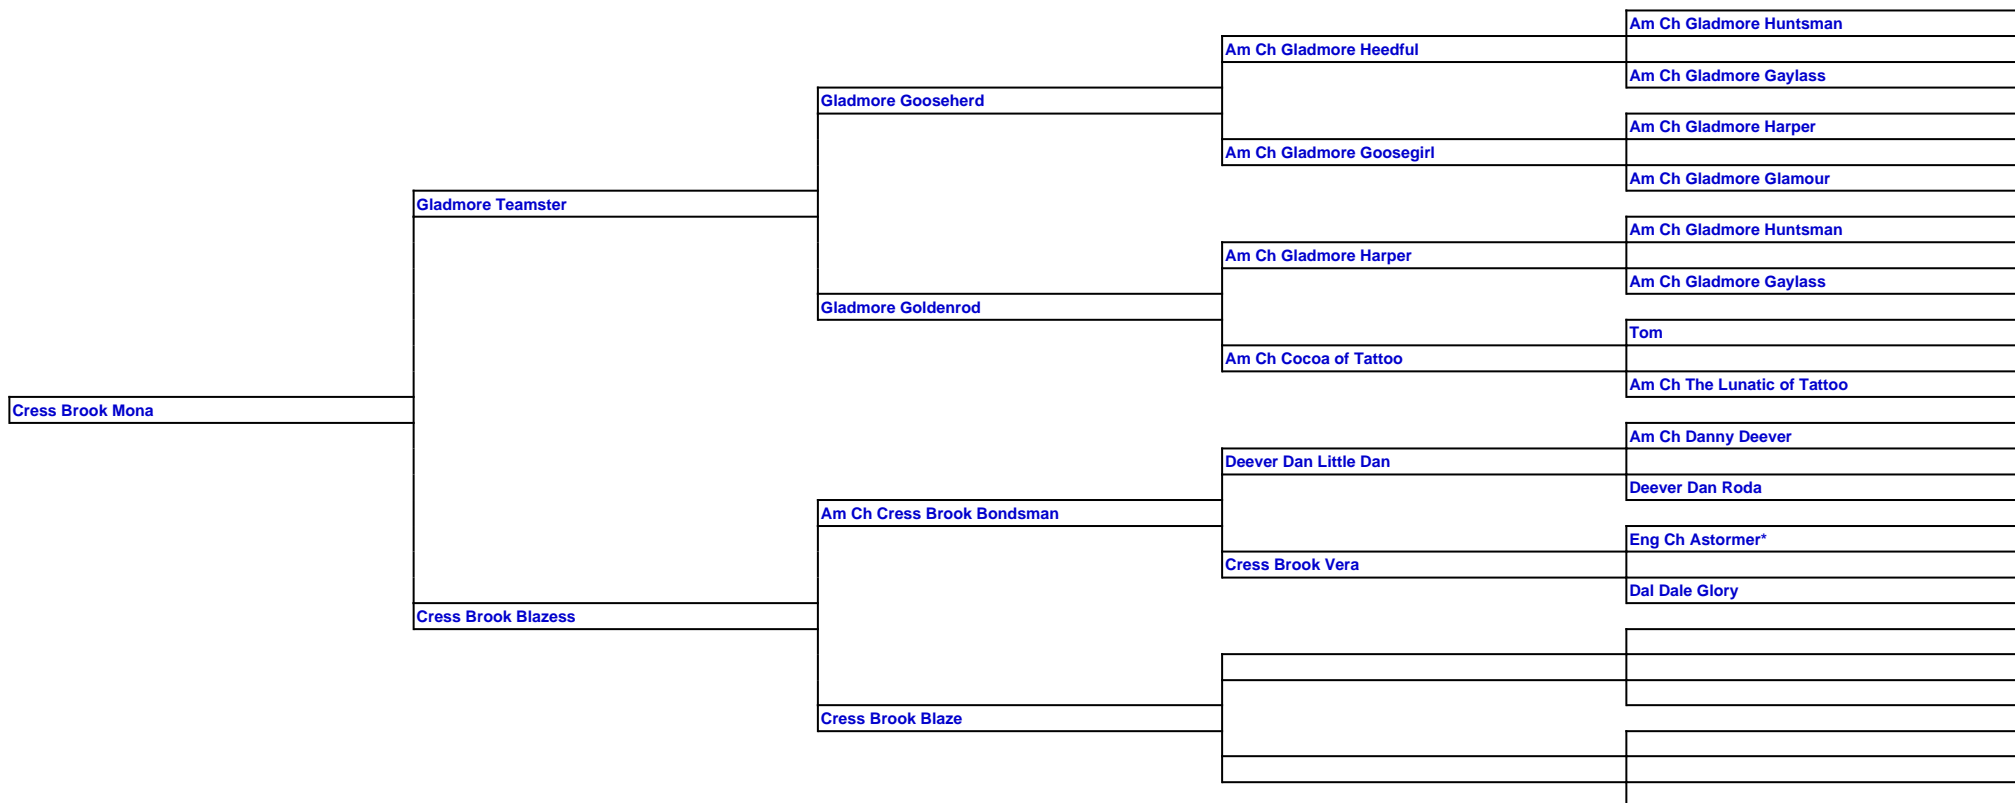 Am Ch Gladmore Huntsman
Am Ch Gladmore Heedful
Am Ch Gladmore Gaylass
Gladmore Gooseherd
Am Ch Gladmore Harper
Am Ch Gladmore Goosegirl
Am Ch Gladmore Glamour
Gladmore Teamster
Am Ch Gladmore Huntsman
Am Ch Gladmore Harper
Am Ch Gladmore Gaylass
Gladmore Goldenrod
Tom
Am Ch Cocoa of Tattoo
Am Ch The Lunatic of Tattoo
Cress Brook Mona
Am Ch Danny Deever
Deever Dan Little Dan
Deever Dan Roda
Am Ch Cress Brook Bondsman
Eng Ch Astormer*
Cress Brook Vera
Dal Dale Glory
Cress Brook Blazess
Cress Brook Blaze